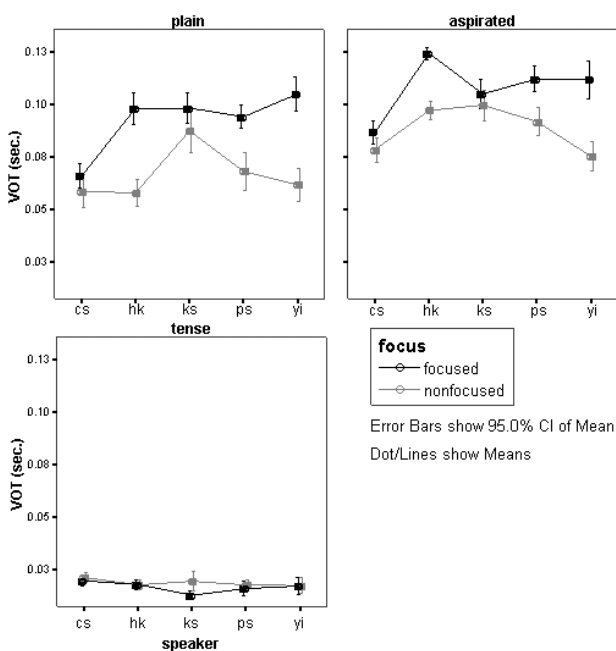 plain
aspirated
0.13
0.10
0.08
0.05
0.03
VOT (sec.)
cs hk ks ps yi
cs hk ks ps yi
tense
0.13
0.10
0.08
0.05
0.03
VOT (sec.)
cs hk ks ps yi
speaker
focus
focused
nonfocused
Error Bars show 95.0% CI of Mean
Dot/Lines show Means